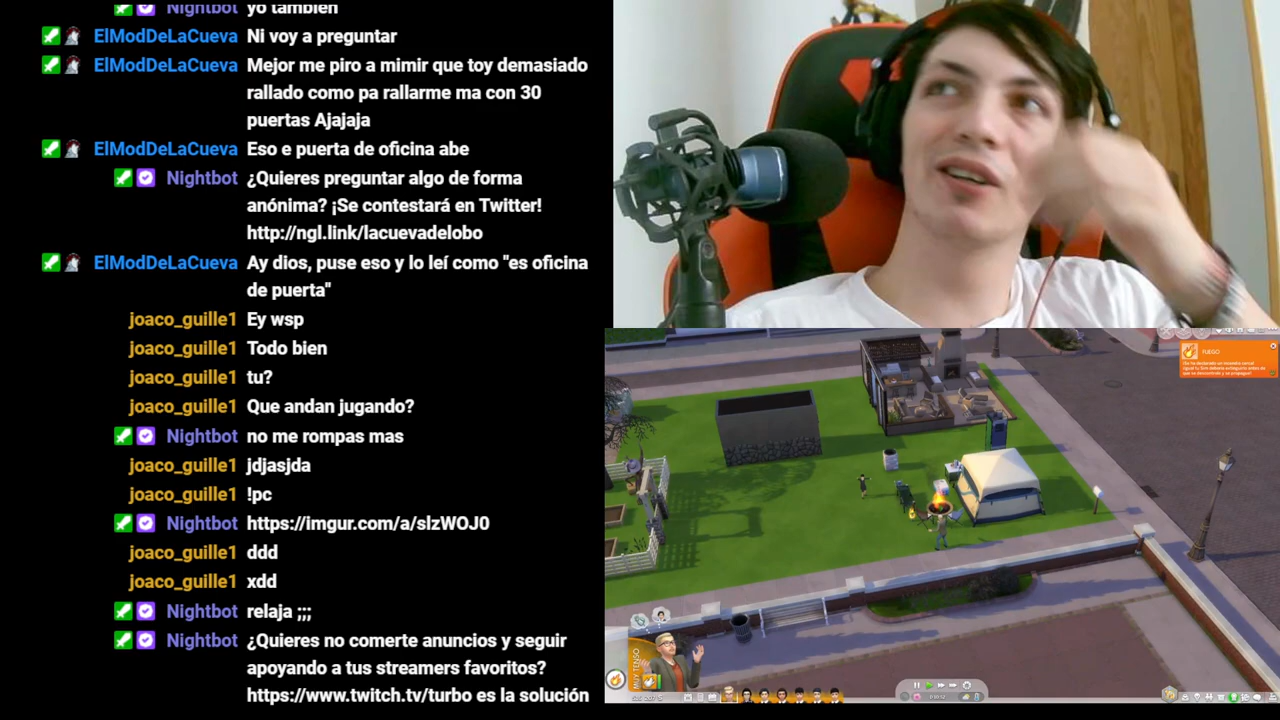 Nightbot yo también
ElModDeLaCueva Ni voy a preguntar
ElModDeLaCueva Mejor me piro a mimir que toy demasiado
rallado como pa rallarme ma con 30
puertas Ajajaja
ElModDeLaCueva Eso e puerta de oficina abe
Nightbot ¿Quieres preguntar algo de forma
anónima? ¡Se contestará en Twitter!
http://ngl.link/lacuevadelobo
ElModDeLaCueva Ay dios, puse eso y lo leí como "es oficina
de puerta"
joaco_guille1 Ey wsp
joaco_guille1 Todo bien
joaco_guille1 tu?
joaco_guille1 Que andan jugando?
Nightbot no me rompas mas
joaco_guille1 jdjasjda
joaco_guille1 !pc
Nightbot https://imgur.com/a/slzWOJ0
joaco_guille1 ddd
joaco_guille1 xdd
Nightbot relaja ;;;
Nightbot ¿Quieres no comerte anuncios y seguir
apoyando a tus streamers favoritos?
https://www.twitch.tv/turbo es la solución
FUEGO
MUY TENSO